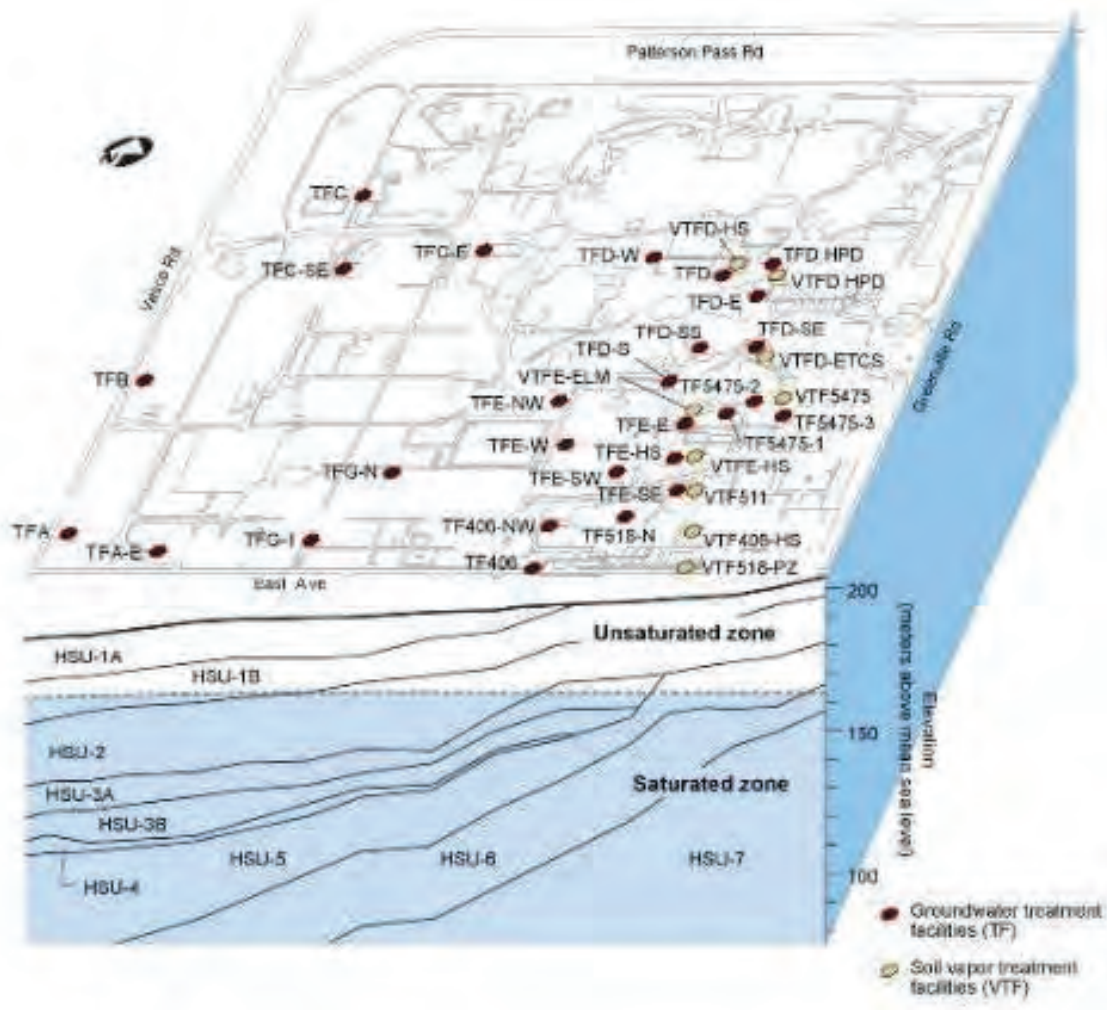 Patterson Pass Rd
TFC
VTFD-HS
TFC-E
TFD-W
TFD HPD
TFC-SE
TFD
VTFD HPD
Vasco Rd
TFD-E
TFD-SS
TFD-SE
TFD-S
VTFD-ETCS
Greenville Rd
TFB
VTFE-ELM
TF5475-2
VTF5475
TFE-NW
TFE-E
TF5475-3
TF5475-1
TFE-W
TFE-HS
VTFE-HS
TFG-N
TFE-SW
TFE-SE
VTF511
TFA
TF406-NW
TF518-N
VTF406-HS
TFA-E
TFG-1
TF406
VTF518-PZ
East Ave
200
Unsaturated zone
HSU-1A
HSU-1B
Elevation
(meters above mean sea level)
150
HSU-2
Saturated zone
HSU-3A
HSU-3B
HSU-5
HSU-6
HSU-7
HSU-4
100
Groundwater treatment
facilities (TF)
Soil vapor treatment
facilities (VTF)